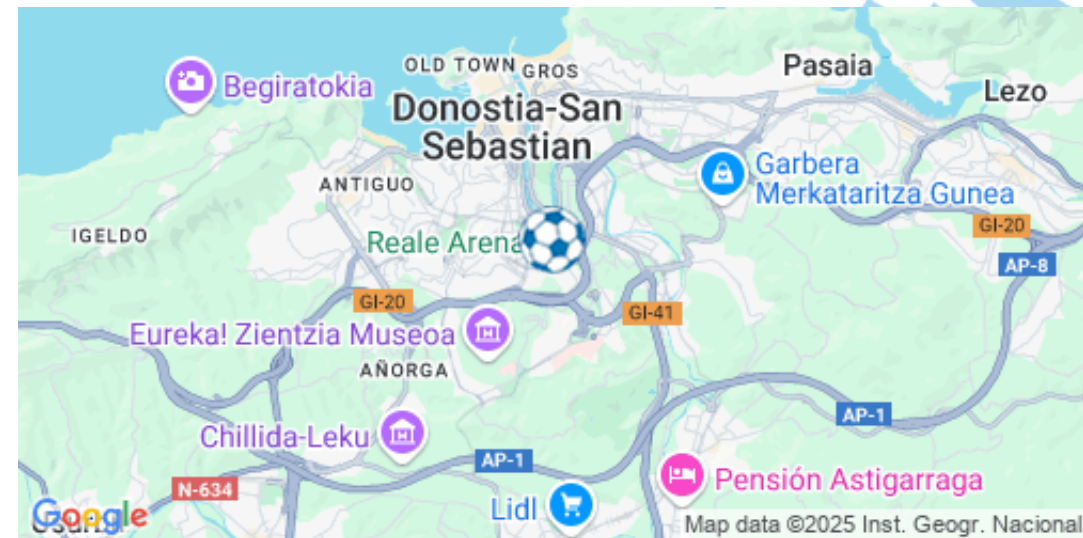 OLD TOWN
GROS
Pasaia
Begiratokia
Lezo
Donostia-San
Sebastian
Garbera
Merkataritza Gunea
ANTIGUO
IGELDO
Reale Arena
GI-20
AP-8
GI-20
GI-41
Eureka! Zientzia Museoa
AÑORGA
AP-1
Chillida-Leku
AP-1
Pensión Astigarraga
N-634
Lidl
Google
Map data ©2025 Inst. Geogr. Nacional